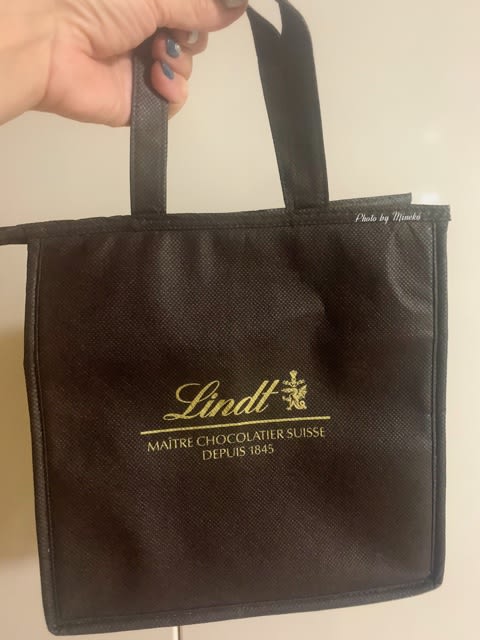 Photo by Mineko
Lindt
MAÎTRE CHOCOLATIER SUISSE
DEPUIS 1845